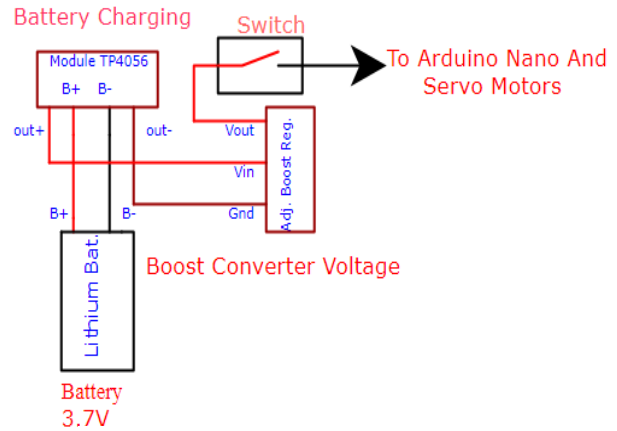 Battery Charging
Switch
Module TP4056
B+ B-
To Arduino Nano And
Servo Motors
out+
out-
Vout
Vin
Gnd
Adj. Boost Reg.
B+
B-
Lithium Bat.
Boost Converter Voltage
Battery
3.7V